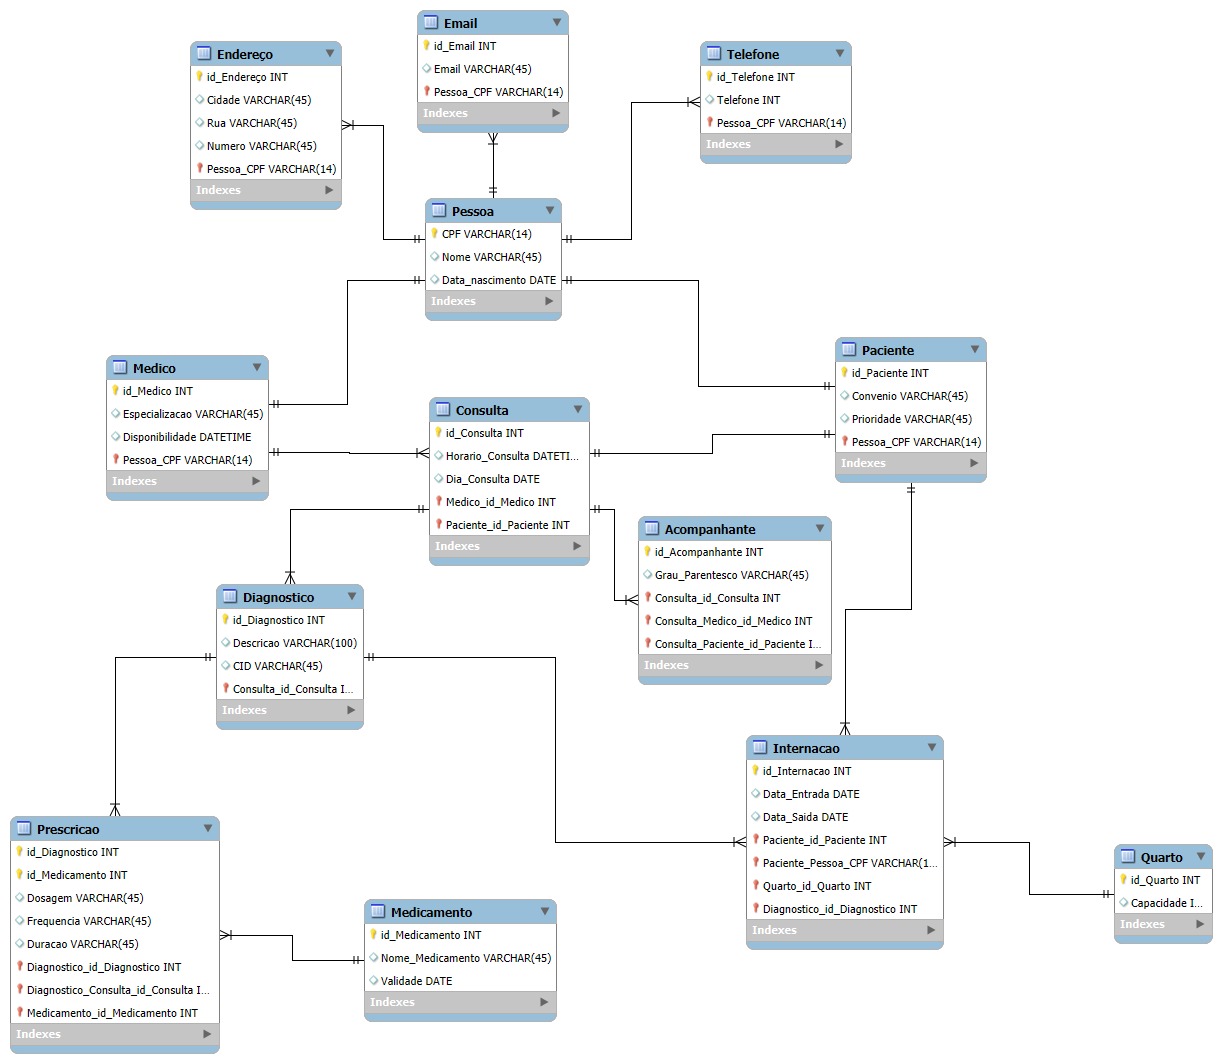 Email
id_Email INT
Email VARCHAR(45)
Pessoa_CPF VARCHAR(14)
Indexes
Endereço
id_Endereço INT
Cidade VARCHAR(45)
Rua VARCHAR(45)
Numero VARCHAR(45)
Pessoa_CPF VARCHAR(14)
Indexes
Telefone
id_Telefone INT
Telefone INT
Pessoa_CPF VARCHAR(14)
Indexes
Pessoa
CPF VARCHAR(14)
Nome VARCHAR(45)
Data_nascimento DATE
Indexes
Medico
id_Medico INT
Especializacao VARCHAR(45)
Disponibilidade DATETIME
Pessoa_CPF VARCHAR(14)
Indexes
Consulta
id_Consulta INT
Horario_Consulta DATETI...
Dia_Consulta DATE
Medico_id_Medico INT
Paciente_id_Paciente INT
Indexes
Paciente
id_Paciente INT
Convenio VARCHAR(45)
Prioridade VARCHAR(45)
Pessoa_CPF VARCHAR(14)
Indexes
Acompanhante
id_Acompanhante INT
Grau_Parentesco VARCHAR(45)
Consulta_id_Consulta INT
Consulta_Medico_id_Medico INT
Consulta_Paciente_id_Paciente I...
Indexes
Diagnostico
id_Diagnostico INT
Descricao VARCHAR(100)
CID VARCHAR(45)
Consulta_id_Consulta I...
Indexes
Internacao
id_Internacao INT
Data_Entrada DATE
Data_Saida DATE
Paciente_id_Paciente INT
Paciente_Pessoa_CPF VARCHAR(1...
Quarto_id_Quarto INT
Diagnostico_id_Diagnostico INT
Indexes
Quarto
id_Quarto INT
Capacidade I...
Indexes
Prescricao
id_Diagnostico INT
id_Medicamento INT
Dosagem VARCHAR(45)
Frequencia VARCHAR(45)
Duracao VARCHAR(45)
Diagnostico_id_Diagnostico INT
Diagnostico_Consulta_id_Consulta I...
Medicamento_id_Medicamento INT
Indexes
Medicamento
id_Medicamento INT
Nome_Medicamento VARCHAR(45)
Validade DATE
Indexes